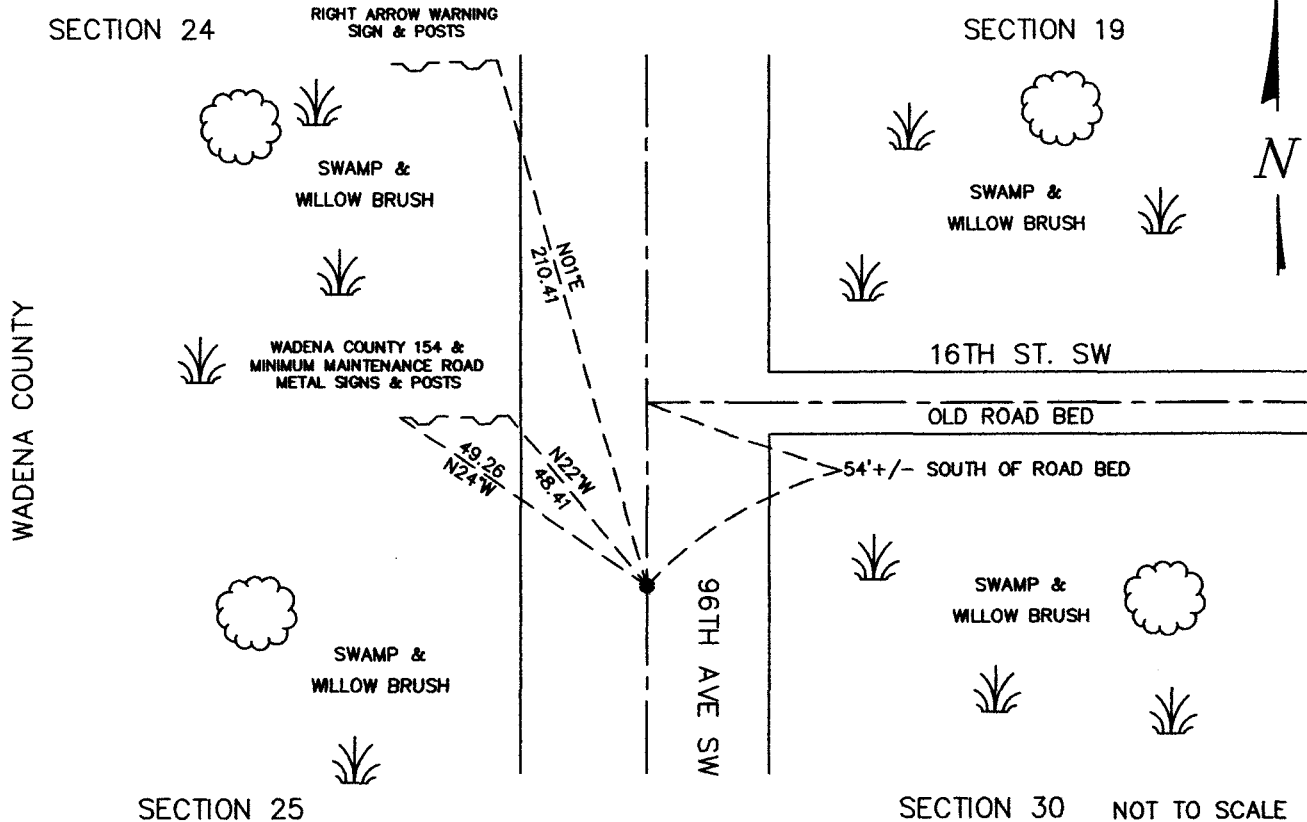 SECTION 24
RIGHT ARROW WARNING
SIGN & POSTS
SECTION 19
N
SWAMP &
WILLOW BRUSH
SWAMP &
WILLOW BRUSH
N01°E
210.41
WADENA COUNTY
WADENA COUNTY 154 &
MINIMUM MAINTENANCE ROAD
METAL SIGNS & POSTS
16TH ST. SW
OLD ROAD BED
49.26
N24°W
N22°W
48.41
54'+/- SOUTH OF ROAD BED
96TH AVE SW
SWAMP &
WILLOW BRUSH
SWAMP &
WILLOW BRUSH
SECTION 25
SECTION 30
NOT TO SCALE